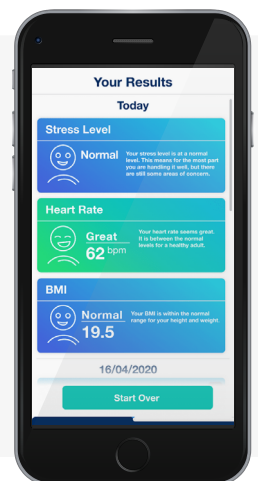 Your Results
Today
Stress Level
Normal
Your stress level is at a normal
level. This means for the most part
you are handling it well, but there
are still some areas of concern.
Heart Rate
Great
62 bpm
Your heart rate seems great.
It is between the normal
levels for a healthy adult.
BMI
Normal
19.5
Your BMI is within the normal
range for your height and weight.
16/04/2020
Start Over